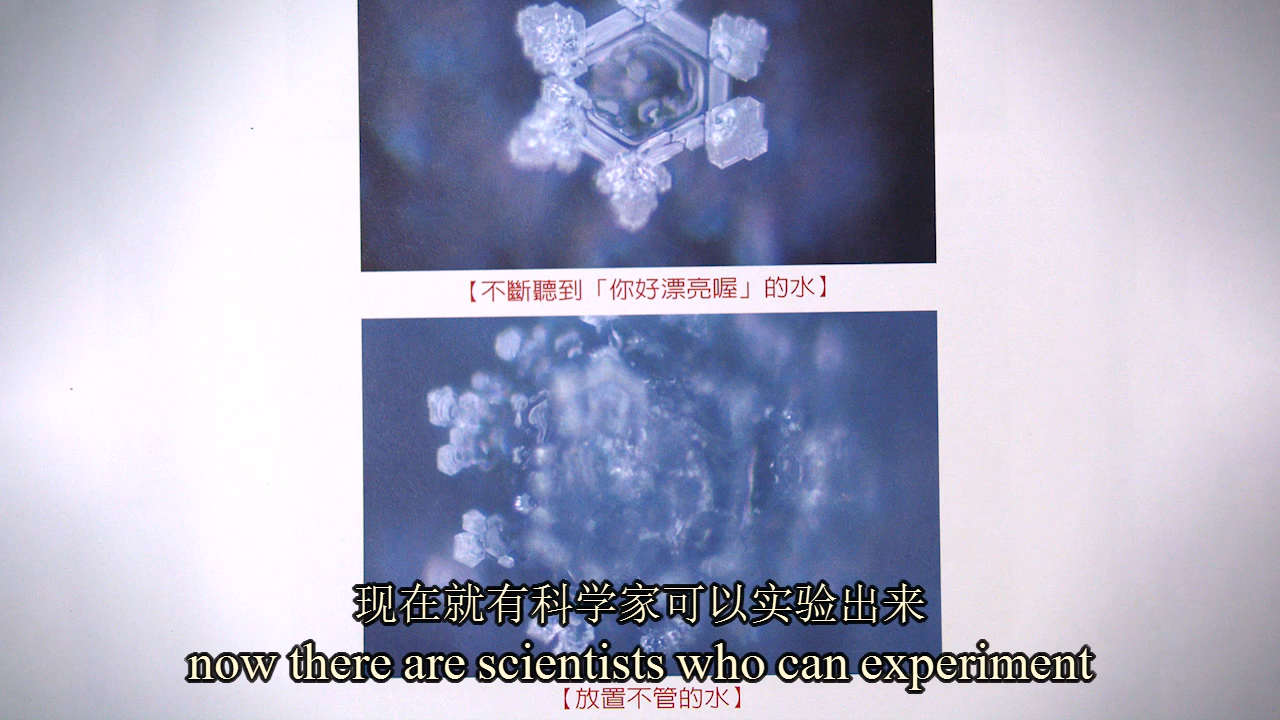 【不斷聽到「你好漂亮喔」的水】
现在就有科学家可以实验出来
now there are scientists who can experiment
【放置不管的水】